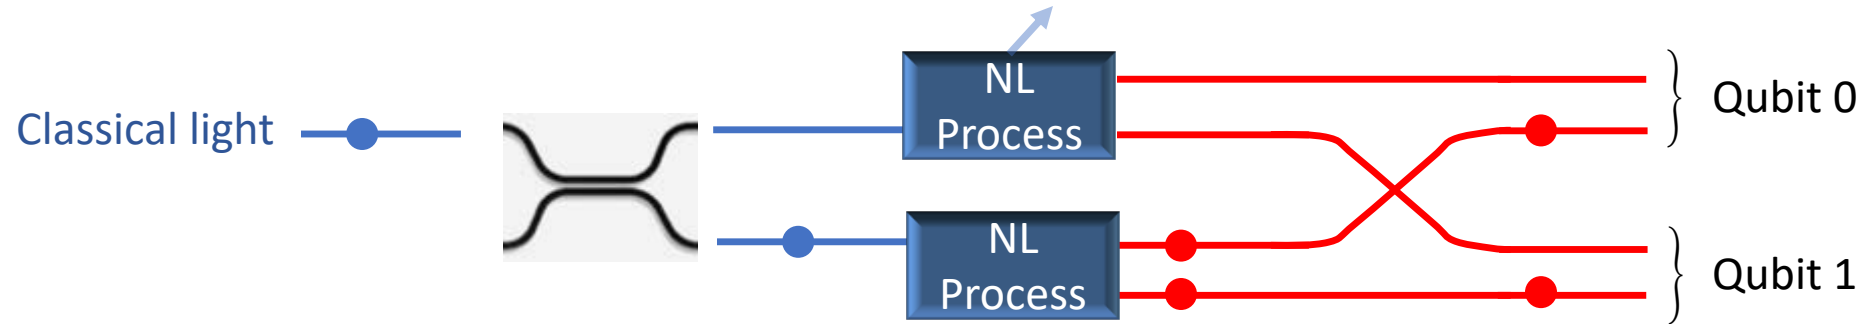 Classical light
NL
Process
NL
Process
Qubit 0
Qubit 1